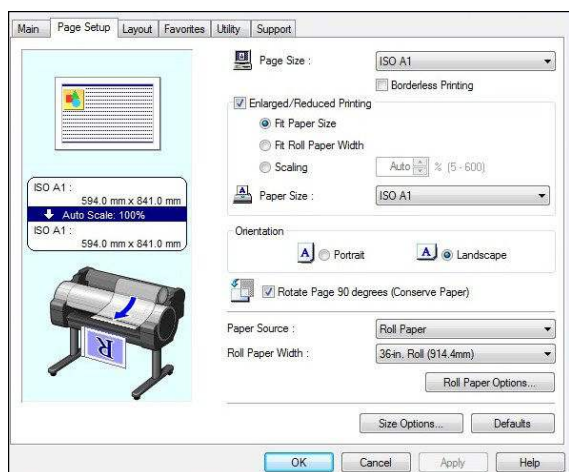 Main Page Setup Layout Favorites Utility Support
Page Size : ISO A1
Borderless Printing
Enlarged/Reduced Printing
Fit Paper Size
Fit Roll Paper Width
Scaling Auto % (5 - 600)
Paper Size : ISO A1
ISO A1 :
594.0 mm x 841.0 mm
Auto Scale: 100%
ISO A1 :
594.0 mm x 841.0 mm
Orientation
A Portrait A Landscape
Rotate Page 90 degrees (Conserve Paper)
R
Paper Source : Roll Paper
Roll Paper Width : 36-in. Roll (914.4mm)
Roll Paper Options...
Size Options... Defaults
OK Cancel Apply Help